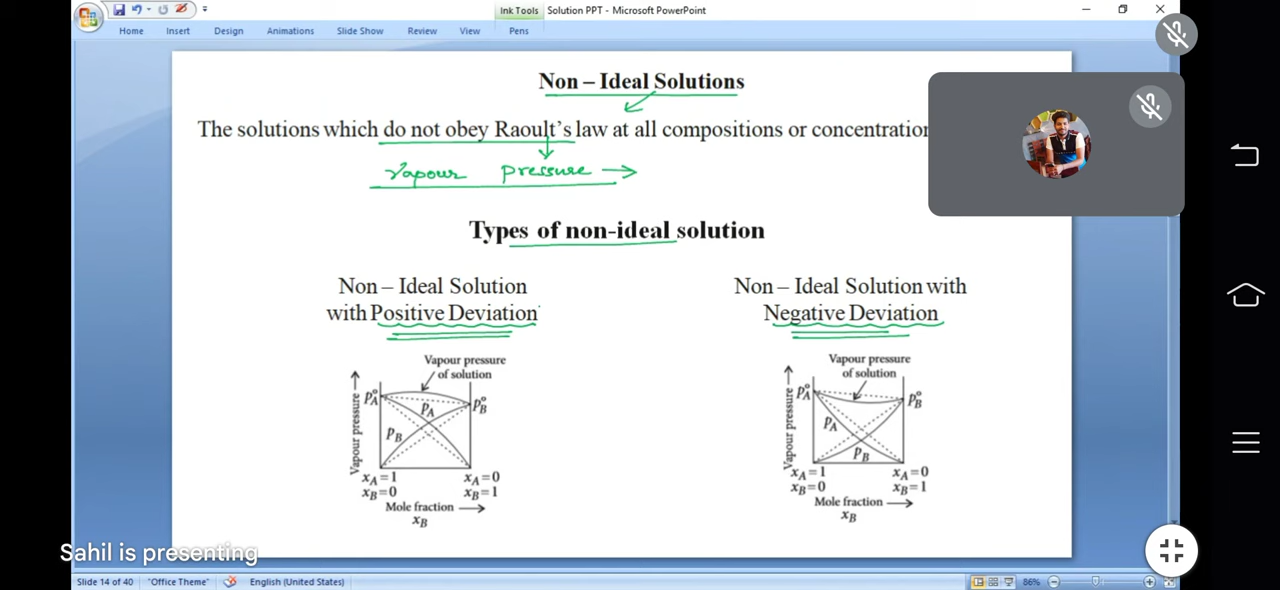 Ink Tools
Solution PPT - Microsoft PowerPoint
Home Insert Design Animations Slide Show Review View Pens
Non – Ideal Solutions
The solutions which do not obey Raoult's law at all compositions or concentration
vapour pressure →
Types of non-ideal solution
Non – Ideal Solution
with Positive Deviation
Vapour pressure
of solution
Vapour pressure →
p°A
p°B
pA
pB
xA=1
xB=0
xA=0
xB=1
Mole fraction →
xB
Non – Ideal Solution with
Negative Deviation
Vapour pressure
of solution
Vapour pressure →
p°A
p°B
pA
pB
xA=1
xB=0
xA=0
xB=1
Mole fraction →
xB
Sahil is presenting
Slide 14 of 40 "Office Theme" English (United States) 86%